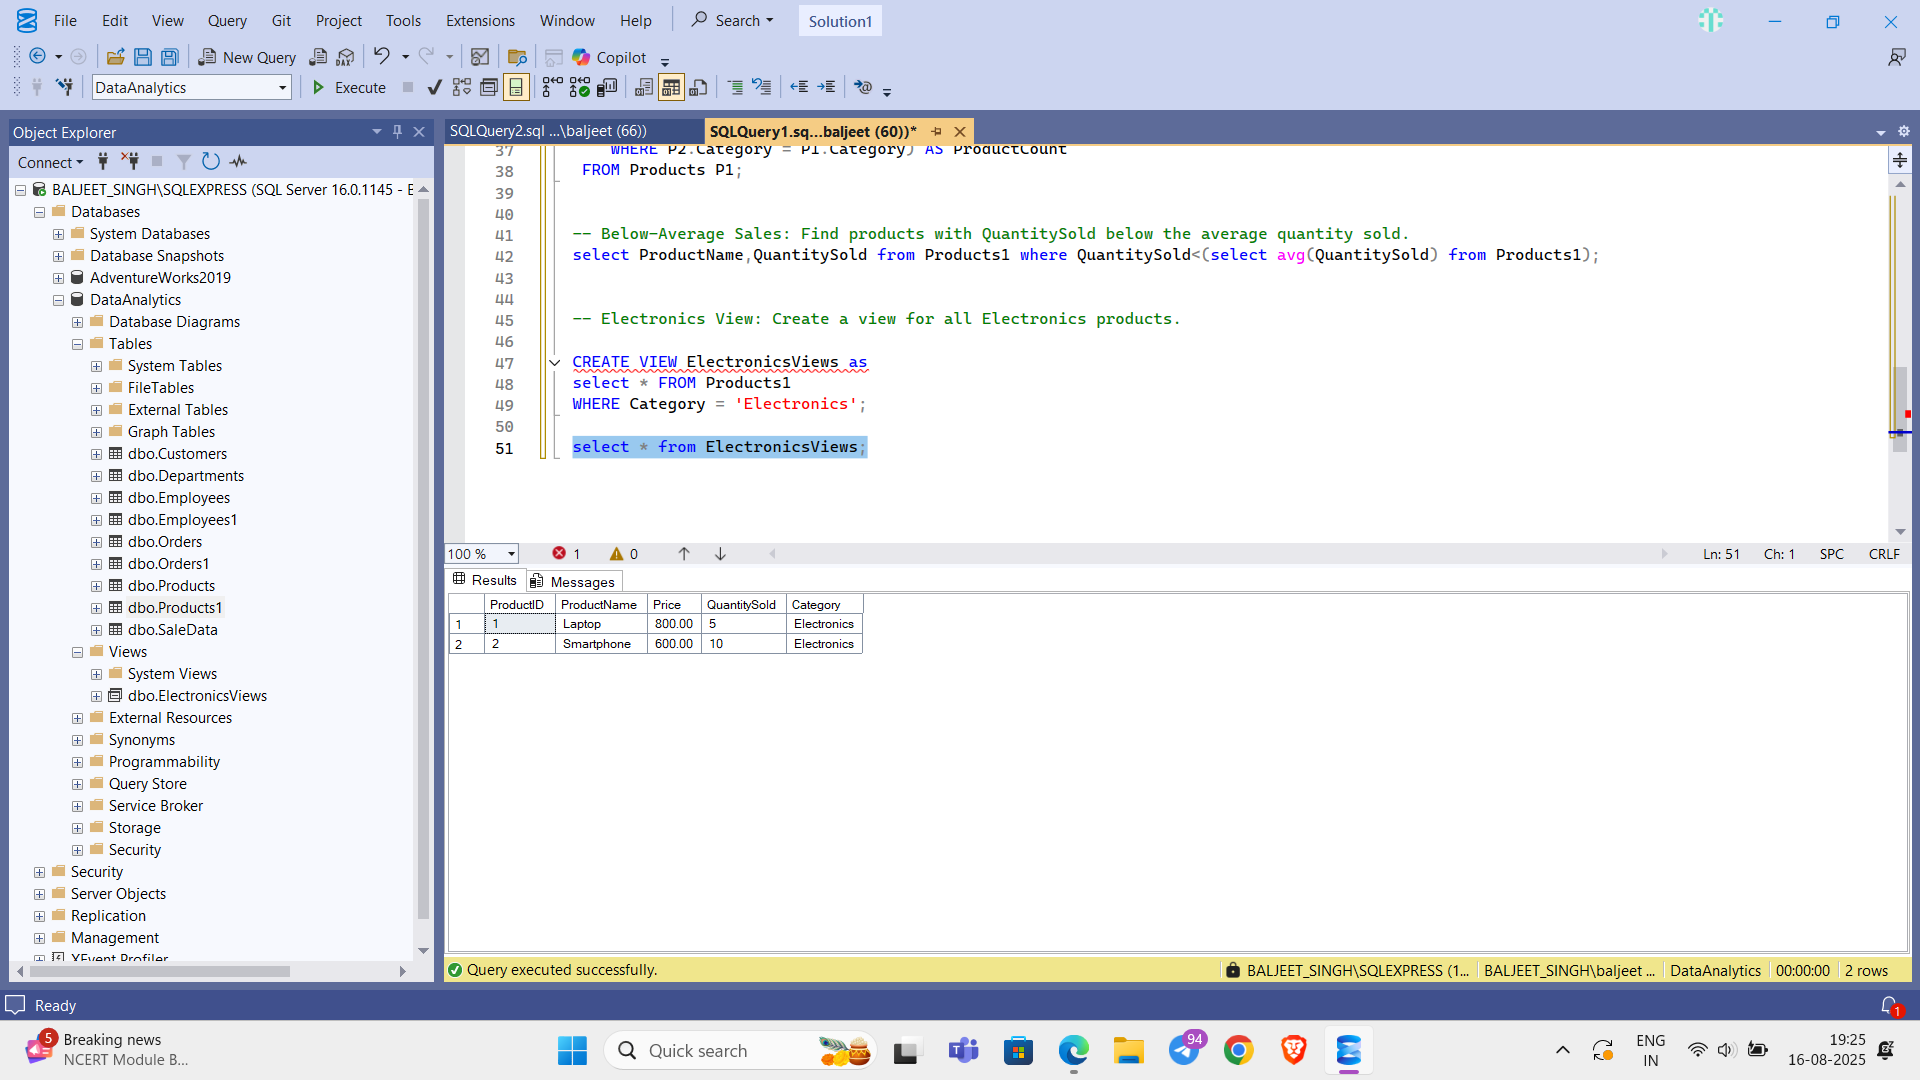 File Edit View Query Git Project Tools Extensions Window Help Search Solution1
New Query DAX Copilot
DataAnalytics Execute
Object Explorer
Connect
BALJEET_SINGH\SQLEXPRESS (SQL Server 16.0.1145 -
Databases
System Databases
Database Snapshots
AdventureWorks2019
DataAnalytics
Database Diagrams
Tables
System Tables
FileTables
External Tables
Graph Tables
dbo.Customers
dbo.Departments
dbo.Employees
dbo.Employees1
dbo.Orders
dbo.Orders1
dbo.Products
dbo.Products1
dbo.SaleData
Views
System Views
dbo.ElectronicsViews
External Resources
Synonyms
Programmability
Query Store
Service Broker
Storage
Security
Security
Server Objects
Replication
Management
XEvent Profiler
SQLQuery2.sql ...\baljeet (66)) SQLQuery1.sq...baljeet (60))*
37 WHERE P2.Category = P1.Category) AS ProductCount
38 FROM Products P1;
39
40
41 -- Below-Average Sales: Find products with QuantitySold below the average quantity sold.
42 select ProductName,QuantitySold from Products1 where QuantitySold<(select avg(QuantitySold) from Products1);
43
44
45 -- Electronics View: Create a view for all Electronics products.
46
47 CREATE VIEW ElectronicsViews as
48 select * FROM Products1
49 WHERE Category = 'Electronics';
50
51 select * from ElectronicsViews;
100 % 1 0 Ln: 51 Ch: 1 SPC CRLF
Results Messages
ProductID ProductName Price QuantitySold Category
1 1 Laptop 800.00 5 Electronics
2 2 Smartphone 600.00 10 Electronics
Query executed successfully. BALJEET_SINGH\SQLEXPRESS (1... BALJEET_SINGH\baljeet ... DataAnalytics 00:00:00 2 rows
Ready 1
5 Breaking news
NCERT Module B...
Quick search
94
ENG
IN
19:25
16-08-2025